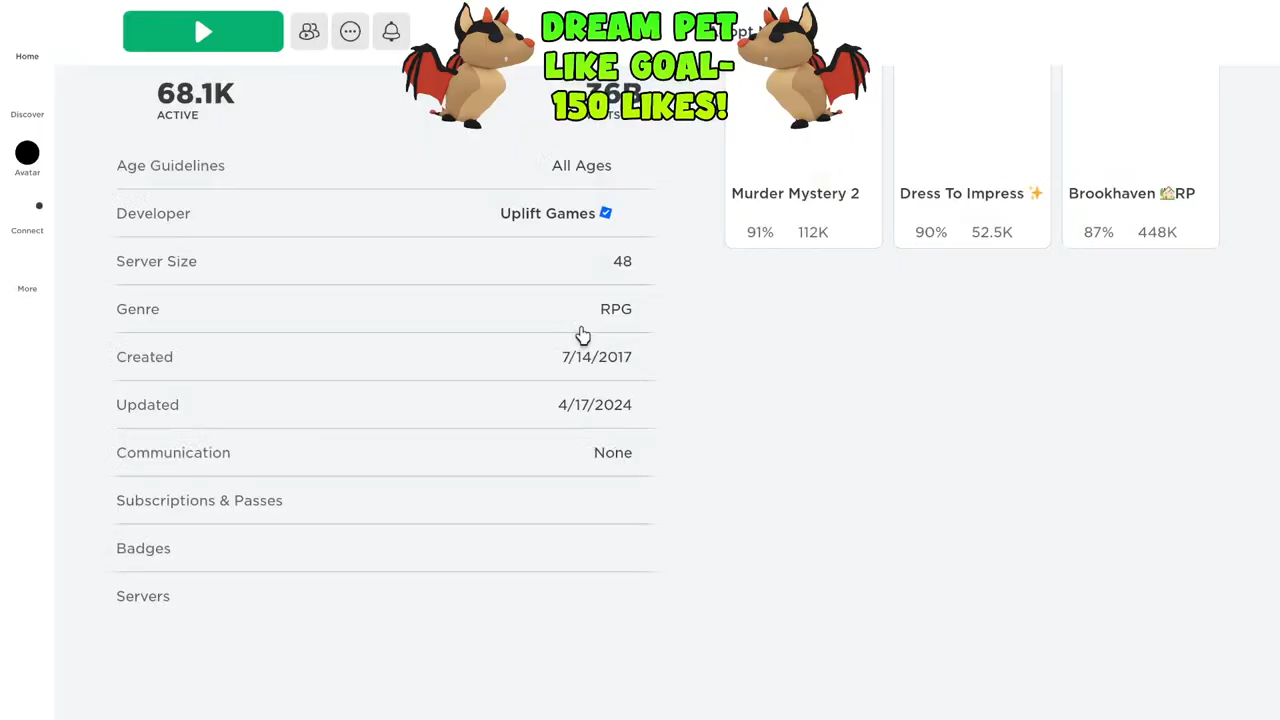 DREAM PET
LIKE GOAL-
150 LIKES!
Home
Discover
Avatar
Connect
More
68.1K
ACTIVE
36B
Age Guidelines All Ages
Developer Uplift Games
Server Size 48
Genre RPG
Created 7/14/2017
Updated 4/17/2024
Communication None
Subscriptions & Passes
Badges
Servers
Murder Mystery 2
91% 112K
Dress To Impress ✨
90% 52.5K
Brookhaven 🏡RP
87% 448K